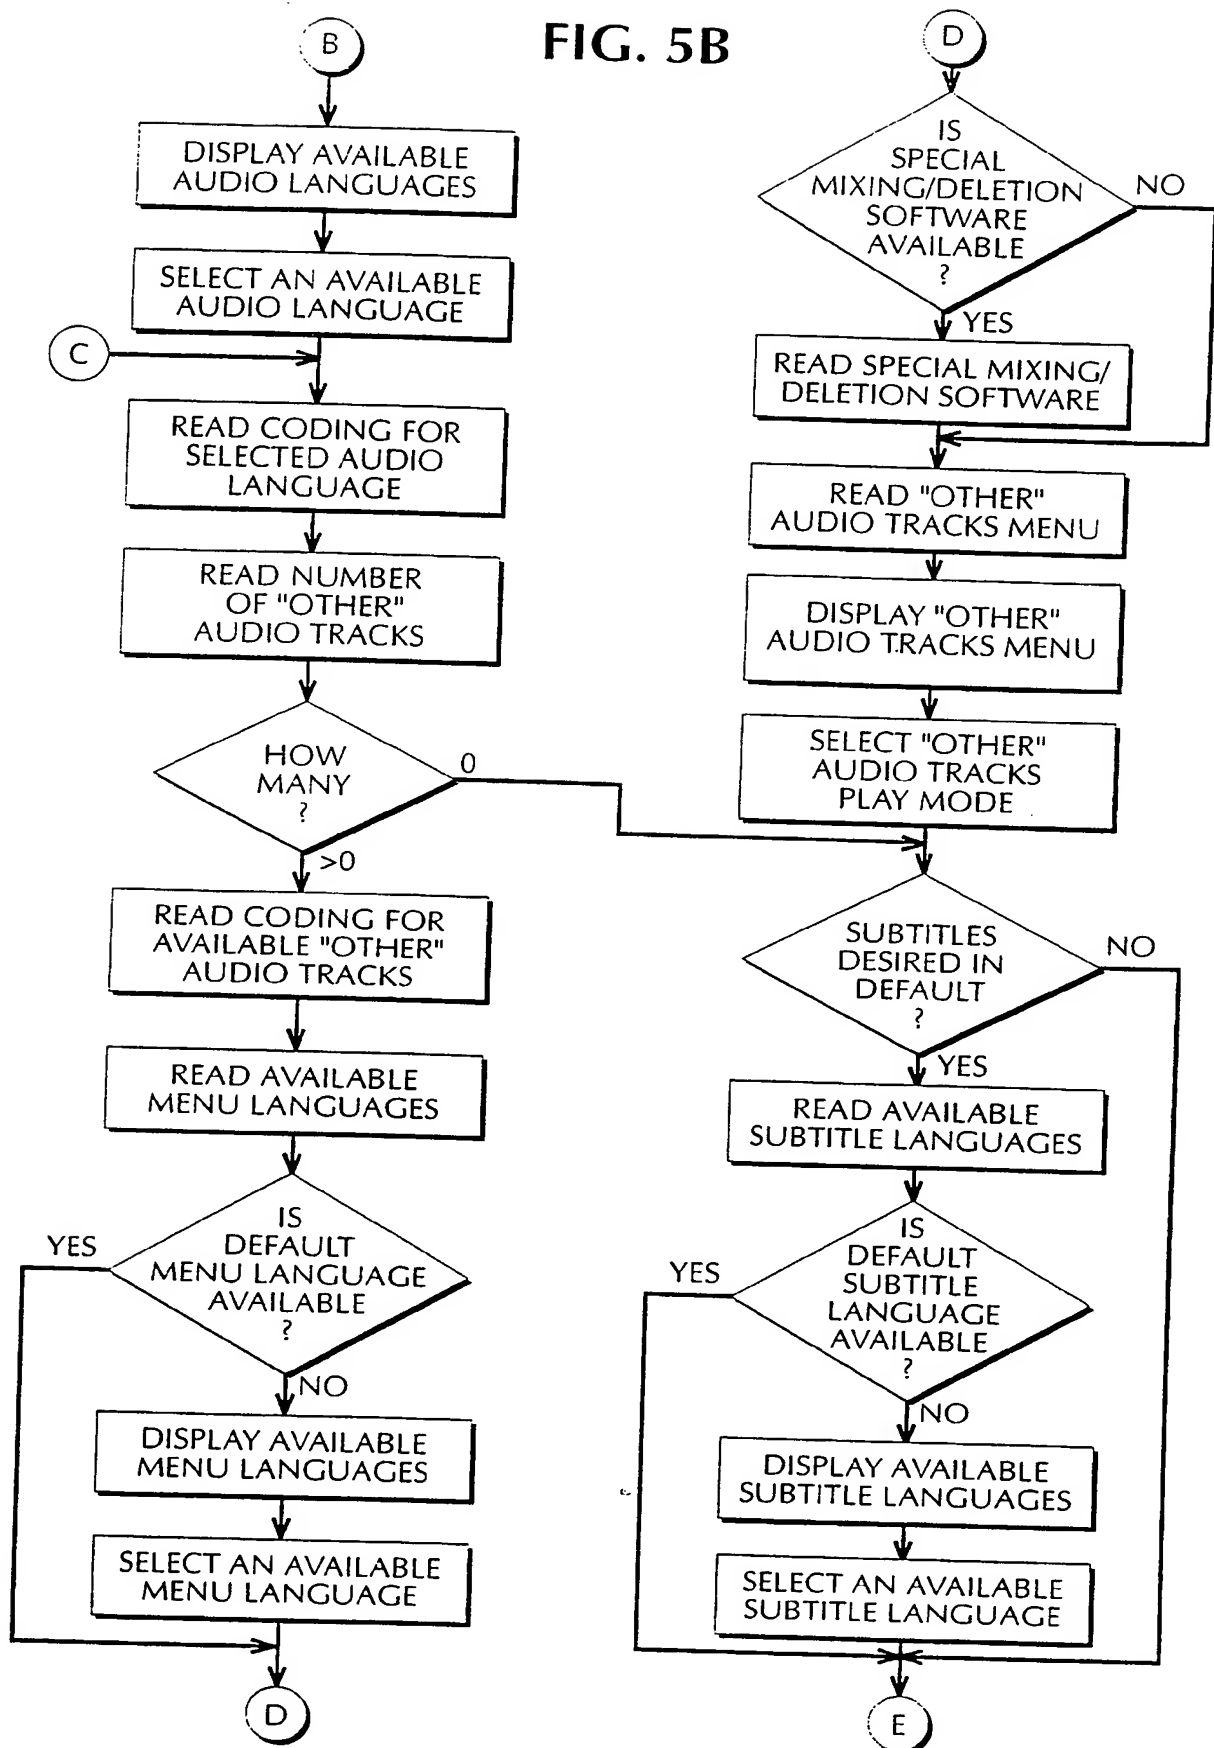 FIG. 5B
B
DISPLAY AVAILABLE
AUDIO LANGUAGES
SELECT AN AVAILABLE
AUDIO LANGUAGE
C
READ CODING FOR
SELECTED AUDIO
LANGUAGE
READ NUMBER
OF "OTHER"
AUDIO TRACKS
HOW
MANY
?
0
>0
READ CODING FOR
AVAILABLE "OTHER"
AUDIO TRACKS
READ AVAILABLE
MENU LANGUAGES
IS
DEFAULT
MENU LANGUAGE
AVAILABLE
?
YES
NO
DISPLAY AVAILABLE
MENU LANGUAGES
SELECT AN AVAILABLE
MENU LANGUAGE
D
D
IS
SPECIAL
MIXING/DELETION
SOFTWARE
AVAILABLE
?
NO
YES
READ SPECIAL MIXING/
DELETION SOFTWARE
READ "OTHER"
AUDIO TRACKS MENU
DISPLAY "OTHER"
AUDIO TRACKS MENU
SELECT "OTHER"
AUDIO TRACKS
PLAY MODE
SUBTITLES
DESIRED IN
DEFAULT
?
NO
YES
READ AVAILABLE
SUBTITLE LANGUAGES
IS
DEFAULT
SUBTITLE
LANGUAGE
AVAILABLE
?
YES
NO
DISPLAY AVAILABLE
SUBTITLE LANGUAGES
SELECT AN AVAILABLE
SUBTITLE LANGUAGE
E